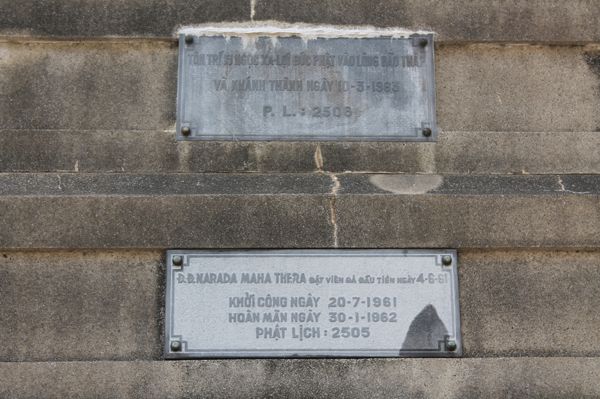 TÔN TRÍ NGỌC XÁ-LỢI ĐỨC PHẬT VÀO LÒNG BẢO THÁP
VÀ KHÁNH THÀNH NGÀY 10-3-1963
P. L. : 2506
Đ.Đ. NARADA MAHA THERA ĐẶT VIÊN ĐÁ ĐẦU TIÊN NGÀY 4-6-61
KHỞI CÔNG NGÀY 20-7-1961
HOÀN MÃN NGÀY 30-1-1962
PHẬT LỊCH : 2505